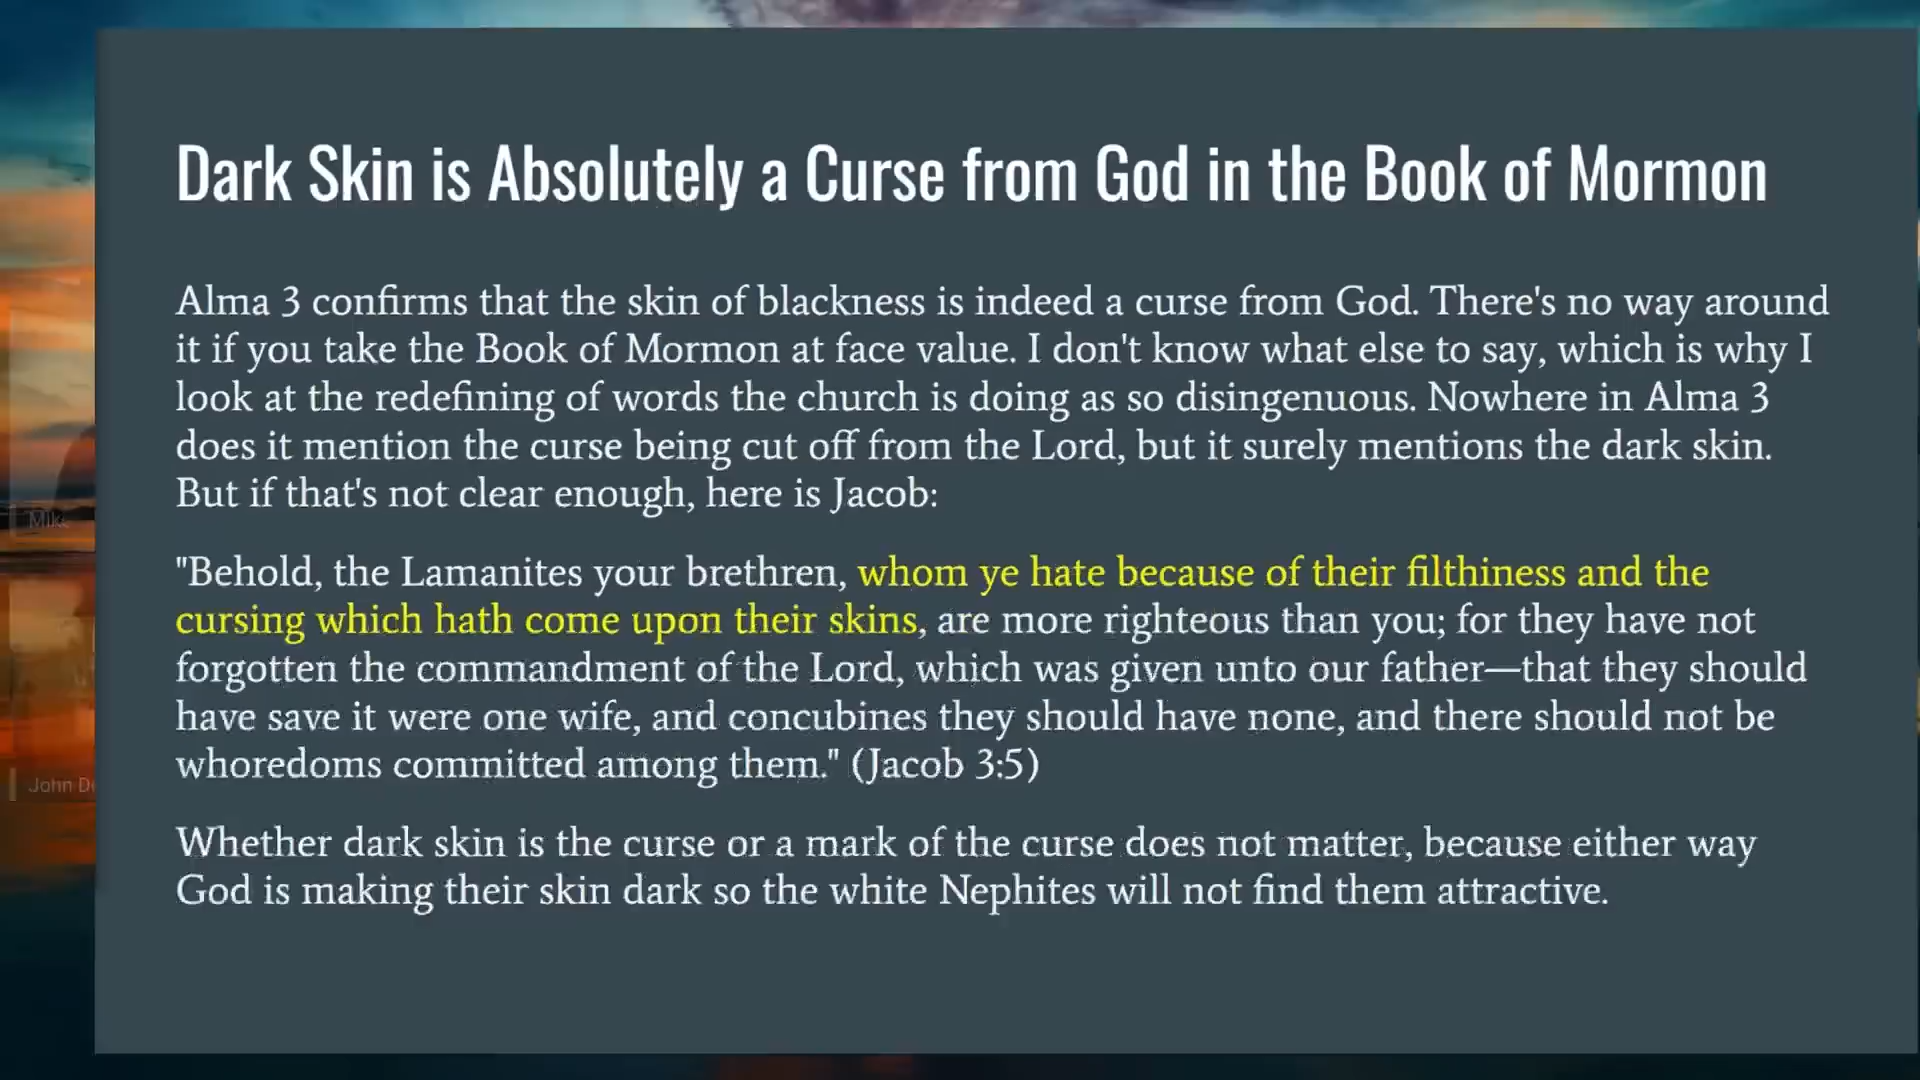 Dark Skin is Absolutely a Curse from God in the Book of Mormon
Alma 3 confirms that the skin of blackness is indeed a curse from God. There's no way around
it if you take the Book of Mormon at face value. I don't know what else to say, which is why I
look at the redefining of words the church is doing as so disingenuous. Nowhere in Alma 3
does it mention the curse being cut off from the Lord, but it surely mentions the dark skin.
But if that's not clear enough, here is Jacob:
"Behold, the Lamanites your brethren, whom ye hate because of their filthiness and the
cursing which hath come upon their skins, are more righteous than you; for they have not
forgotten the commandment of the Lord, which was given unto our father—that they should
have save it were one wife, and concubines they should have none, and there should not be
whoredoms committed among them." (Jacob 3:5)
Whether dark skin is the curse or a mark of the curse does not matter, because either way
God is making their skin dark so the white Nephites will not find them attractive.
John